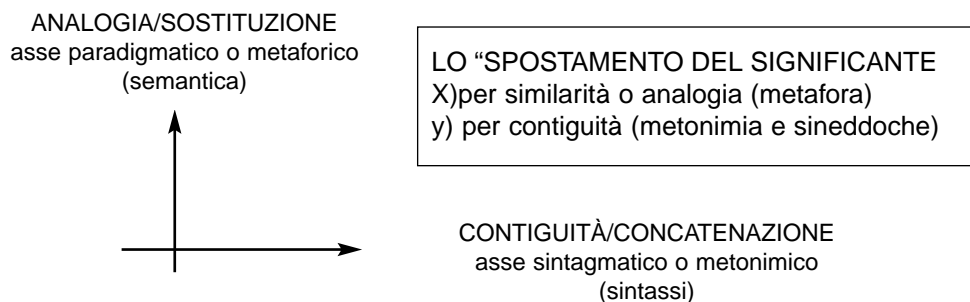 ANALOGIA/SOSTITUZIONE
asse paradigmatico o metaforico
(semantica)
LO “SPOSTAMENTO DEL SIGNIFICANTE
X)per similarità o analogia (metafora)
y) per contiguità (metonimia e sineddoche)
CONTIGUITÀ/CONCATENAZIONE
asse sintagmatico o metonimico
(sintassi)